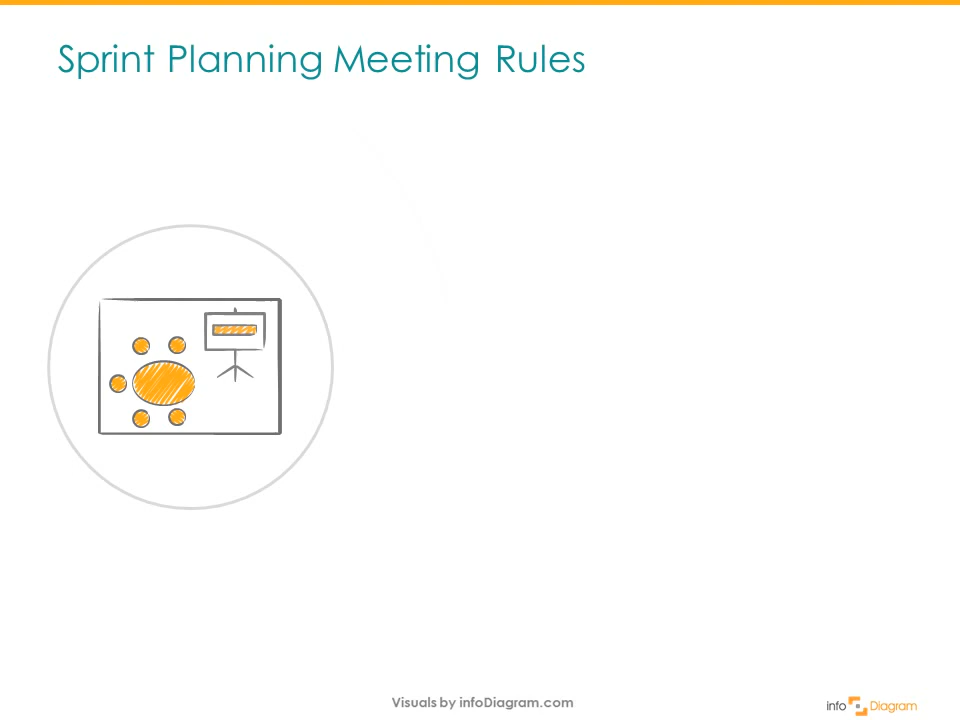 Sprint Planning Meeting Rules
Visuals by infoDiagram.com
info Diagram